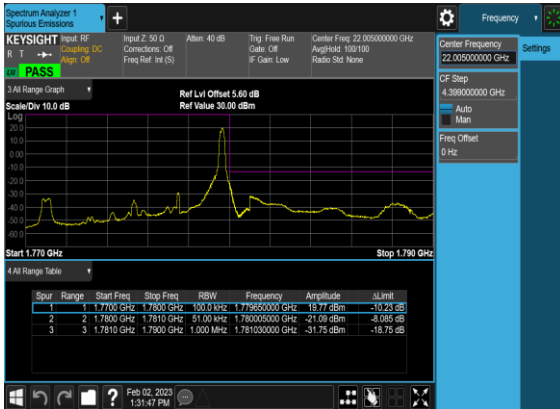 Spectrum Analyzer 1
Spurious Emissions
+
Frequency
KEYSIGHT Input: RF Input Z: 50 Ω Atten: 40 dB Trig: Free Run Center Freq: 22.005000000 GHz
R T Coupling: DC Corrections: Off Gate: Off Avg|Hold: 100/100
Align: Off Freq Ref: Int (S) IF Gain: Low Radio Std: None
PASS
Center Frequency
22.005000000 GHz
Settings
CF Step
4.399000000 GHz
Auto
Man
Freq Offset
0 Hz
3 All Range Graph
Ref Lvl Offset 5.60 dB
Scale/Div 10.0 dB Ref Value 30.00 dBm
Log
20.0
10.0
0.00
-10.0
-20.0
-30.0
-40.0
-50.0
-60.0
Start 1.770 GHz Stop 1.790 GHz
4 All Range Table
Spur Range Start Freq Stop Freq RBW Frequency Amplitude ΔLimit
1 1 1.7700 GHz 1.7800 GHz 100.0 kHz 1.779650000 GHz 19.77 dBm -10.23 dB
2 2 1.7800 GHz 1.7810 GHz 51.00 kHz 1.780005000 GHz -21.09 dBm -8.085 dB
3 3 1.7810 GHz 1.7900 GHz 1.000 MHz 1.781030000 GHz -31.75 dBm -18.75 dB
? Feb 02, 2023
1:31:47 PM